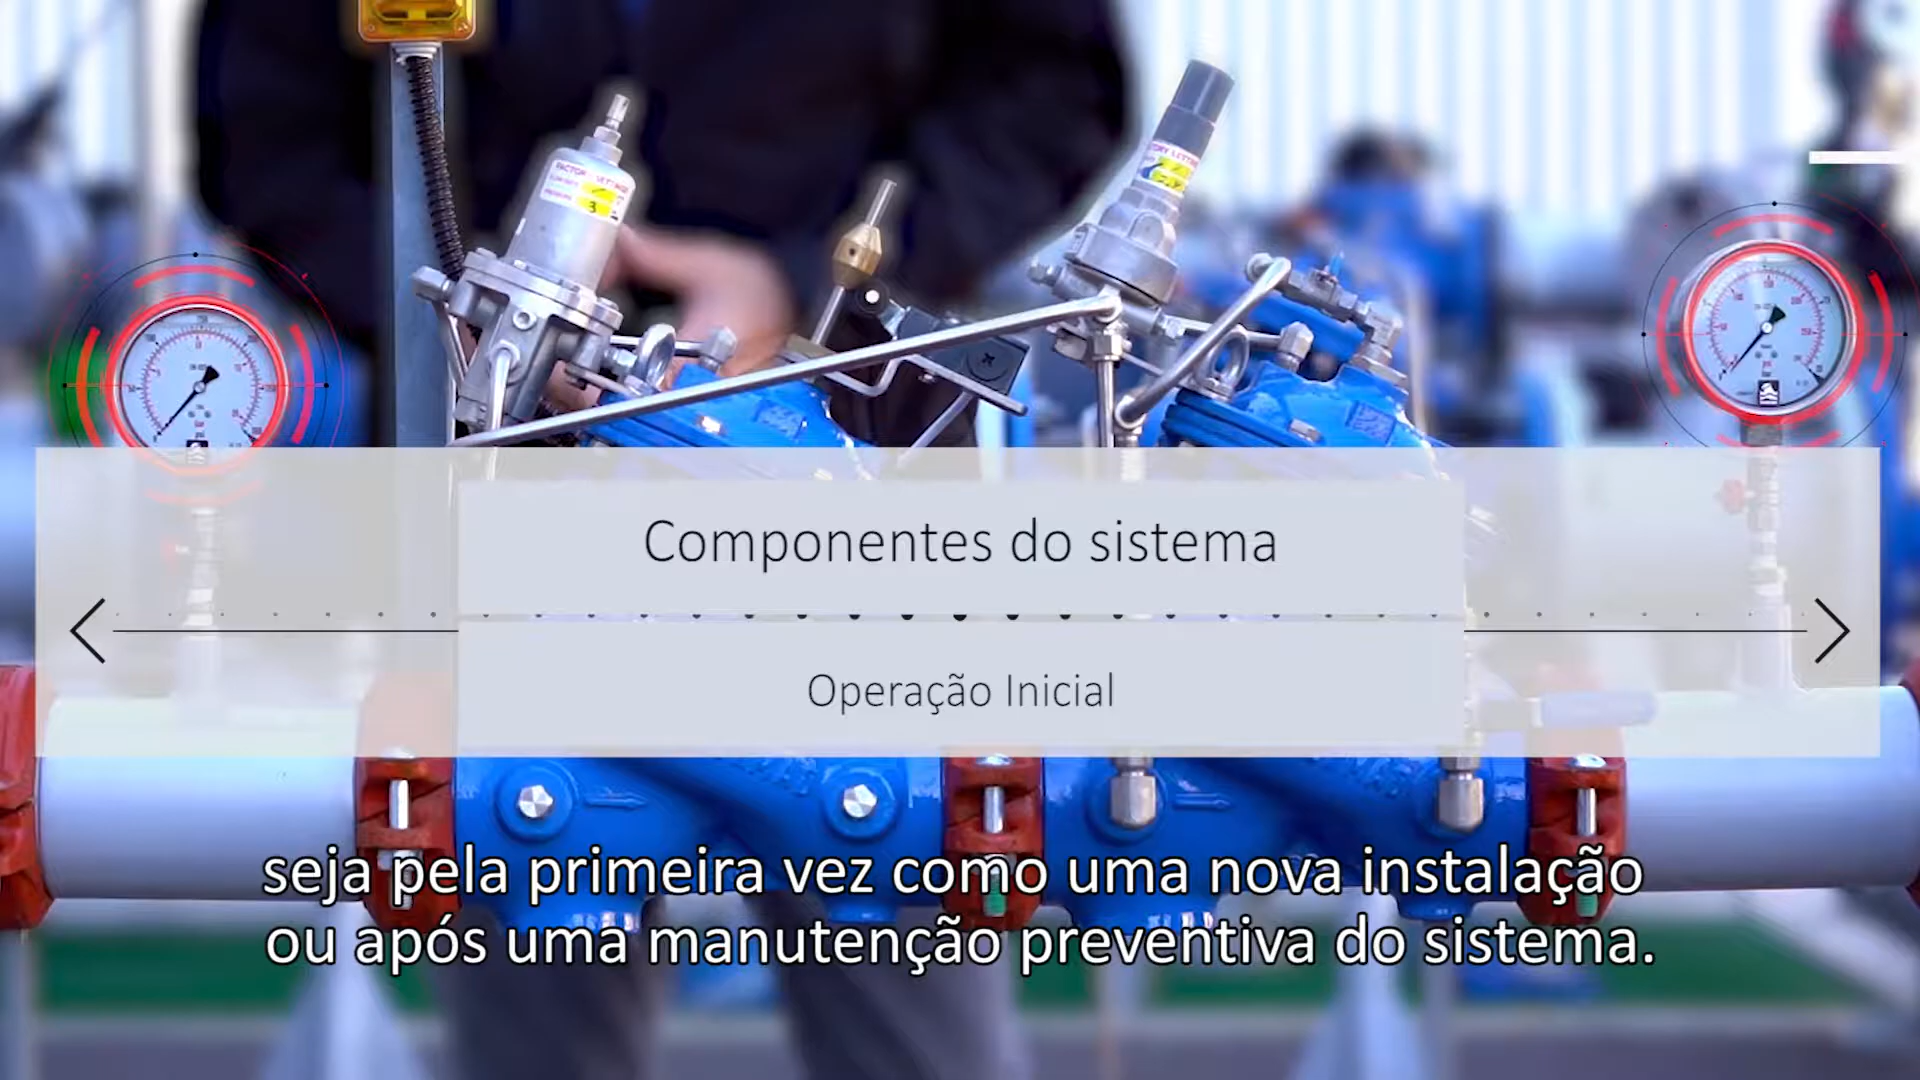 Componentes do sistema
Operação Inicial
seja pela primeira vez como uma nova instalação
ou após uma manutenção preventiva do sistema.